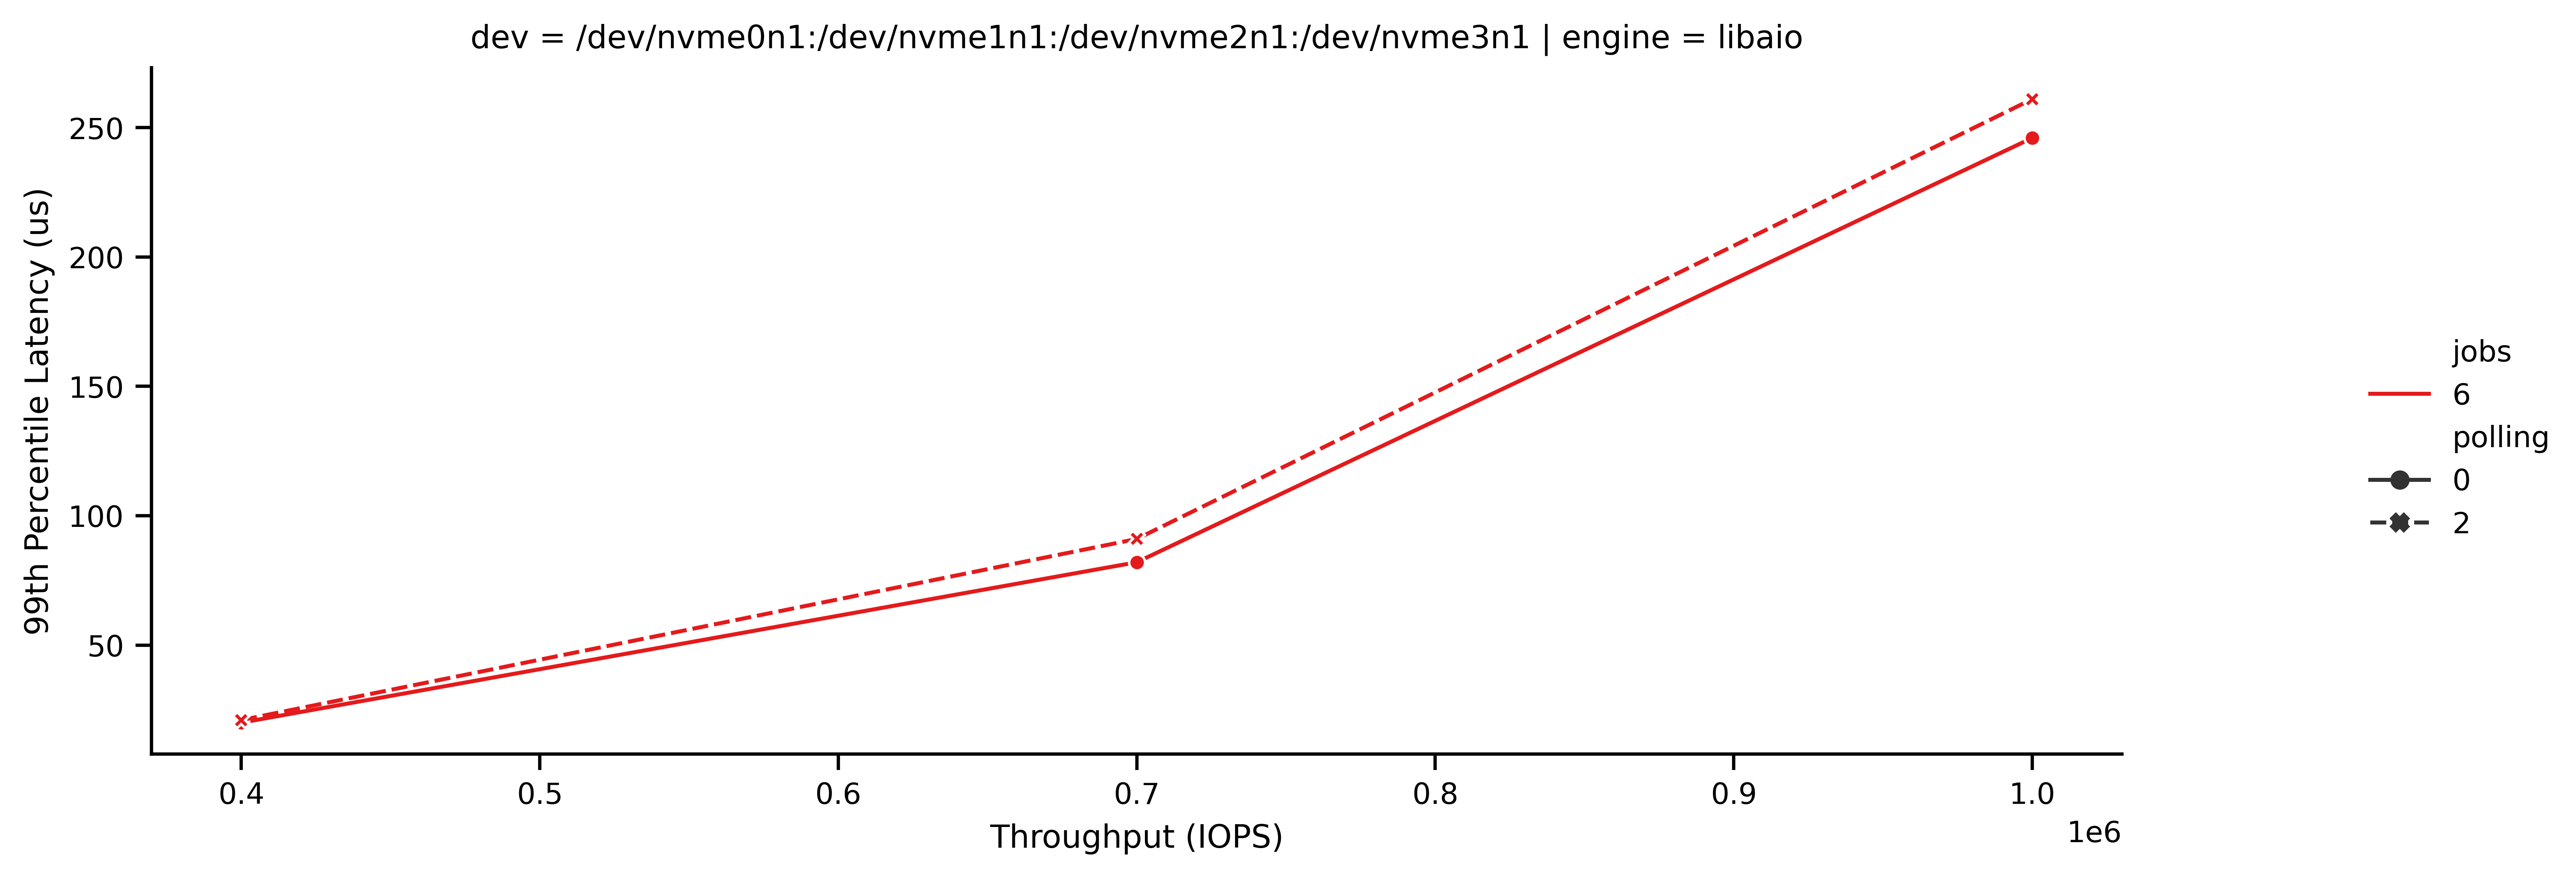 dev = /dev/nvme0n1:/dev/nvme1n1:/dev/nvme2n1:/dev/nvme3n1 | engine = libaio
99th Percentile Latency (us)
250
200
150
100
50
0.4 0.5 0.6 0.7 0.8 0.9 1.0
1e6
Throughput (IOPS)
jobs
6
polling
0
2